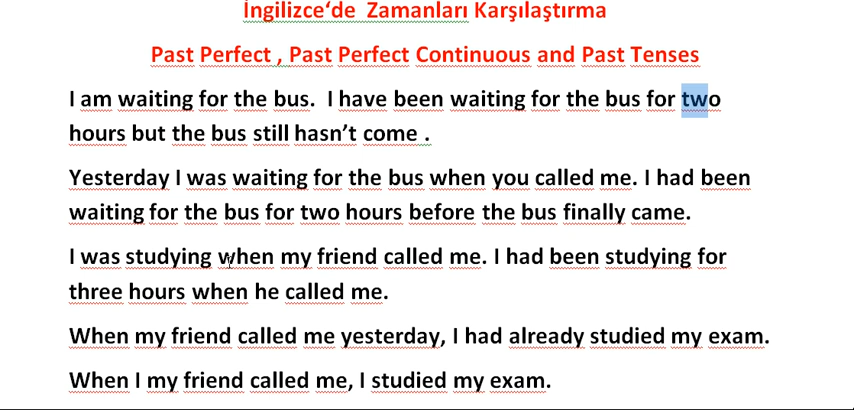 İngilizce‘de Zamanları Karşılaştırma
Past Perfect , Past Perfect Continuous and Past Tenses
I am waiting for the bus. I have been waiting for the bus for two
hours but the bus still hasn’t come .
Yesterday I was waiting for the bus when you called me. I had been
waiting for the bus for two hours before the bus finally came.
I was studying when my friend called me. I had been studying for
three hours when he called me.
When my friend called me yesterday, I had already studied my exam.
When I my friend called me, I studied my exam.